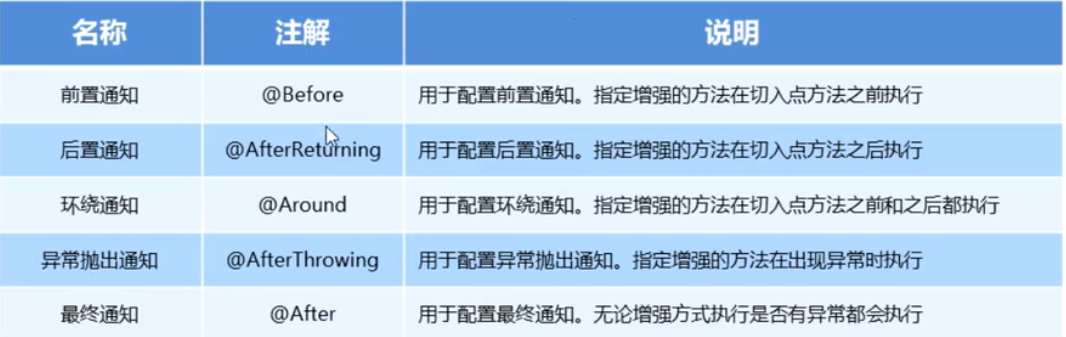 名称 注解 说明
前置通知 @Before 用于配置前置通知。指定增强的方法在切入点方法之前执行
后置通知 @AfterReturning 用于配置后置通知。指定增强的方法在切入点方法之后执行
环绕通知 @Around 用于配置环绕通知。指定增强的方法在切入点方法之前和之后都执行
异常抛出通知 @AfterThrowing 用于配置异常抛出通知。指定增强的方法在出现异常时执行
最终通知 @After 用于配置最终通知。无论增强方式执行是否有异常都会执行